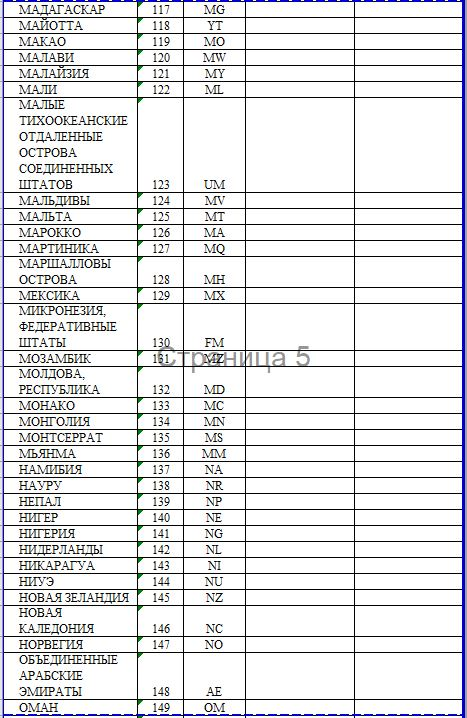 МАДАГАСКАР 117 MG
МАЙОТТА 118 YT
МАКАО 119 MO
МАЛАВИ 120 MW
МАЛАЙЗИЯ 121 MY
МАЛИ 122 ML
МАЛЫЕ
ТИХООКЕАНСКИЕ
ОТДАЛЕННЫЕ
ОСТРОВА
СОЕДИНЕННЫХ
ШТАТОВ 123 UM
МАЛЬДИВЫ 124 MV
МАЛЬТА 125 MT
МАРОККО 126 MA
МАРТИНИКА 127 MQ
МАРШАЛЛОВЫ
ОСТРОВА 128 MH
МЕКСИКА 129 MX
МИКРОНЕЗИЯ,
ФЕДЕРАТИВНЫЕ
ШТАТЫ 130 FM
Страница 5
МОЗАМБИК 131 MZ
МОЛДОВА,
РЕСПУБЛИКА 132 MD
МОНАКО 133 MC
МОНГОЛИЯ 134 MN
МОНТСЕРРАТ 135 MS
МЬЯНМА 136 MM
НАМИБИЯ 137 NA
НАУРУ 138 NR
НЕПАЛ 139 NP
НИГЕР 140 NE
НИГЕРИЯ 141 NG
НИДЕРЛАНДЫ 142 NL
НИКАРАГУА 143 NI
НИУЭ 144 NU
НОВАЯ ЗЕЛАНДИЯ 145 NZ
НОВАЯ
КАЛЕДОНИЯ 146 NC
НОРВЕГИЯ 147 NO
ОБЪЕДИНЕННЫЕ
АРАБСКИЕ
ЭМИРАТЫ 148 AE
ОМАН 149 OM